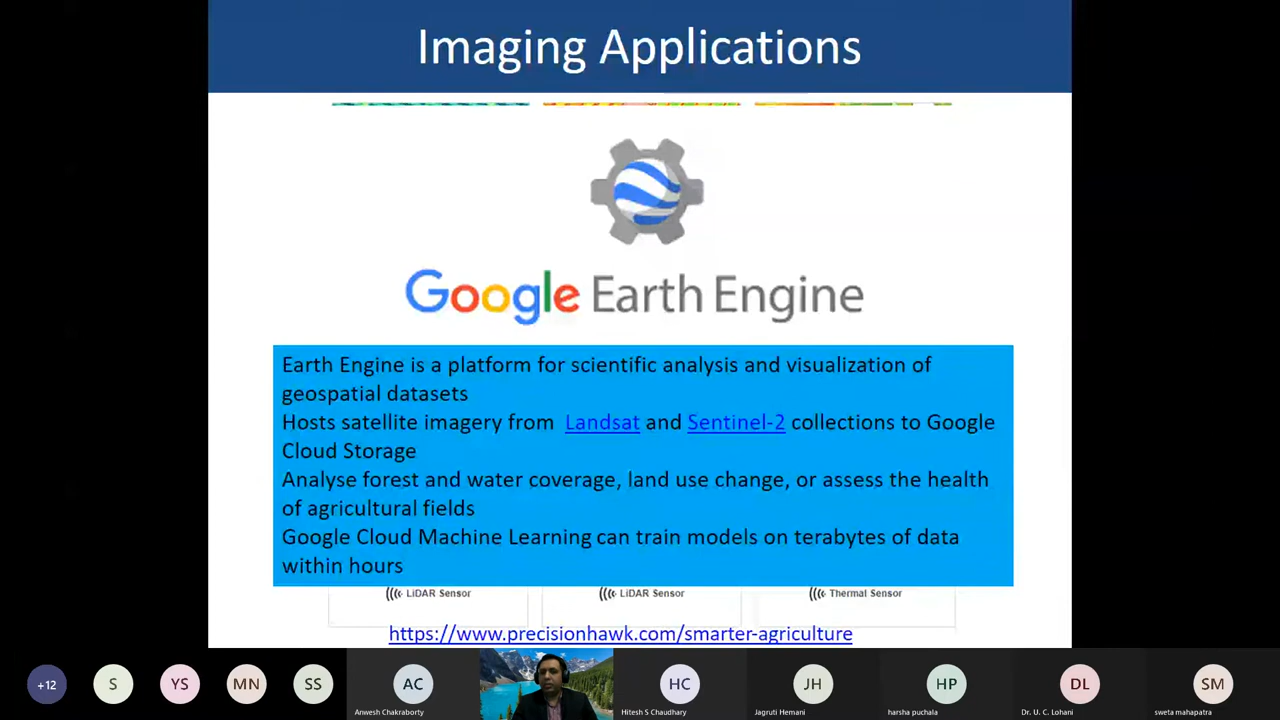 Imaging Applications
Google Earth Engine
Earth Engine is a platform for scientific analysis and visualization of
geospatial datasets
Hosts satellite imagery from Landsat and Sentinel-2 collections to Google
Cloud Storage
Analyse forest and water coverage, land use change, or assess the health
of agricultural fields
Google Cloud Machine Learning can train models on terabytes of data
within hours
LiDAR Sensor
LiDAR Sensor
Thermal Sensor
https://www.precisionhawk.com/smarter-agriculture
+12
S
YS
MN
SS
AC
HC
JH
HP
DL
SM
Anwesh Chakraborty
Hitesh S Chaudhary
Jagruti Hemani
harsha puchala
Dr. U. C. Lohani
sweta mahapatra